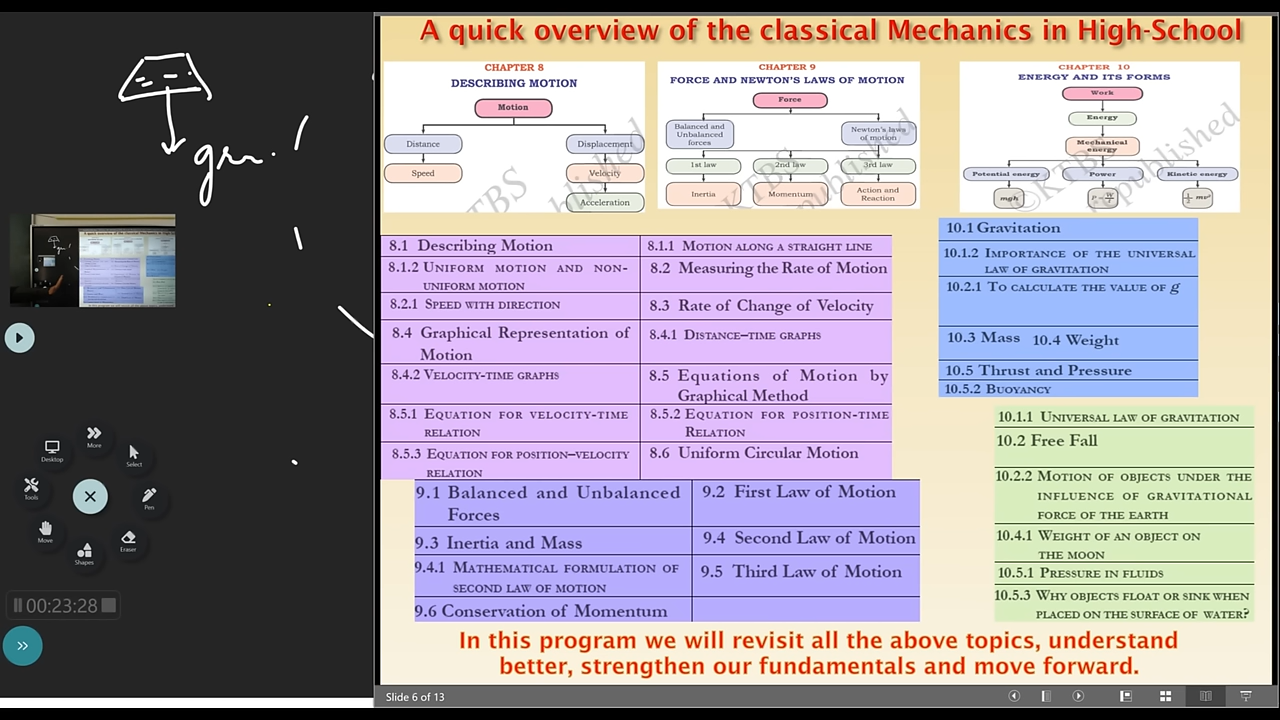 A quick overview of the classical Mechanics in High-School
CHAPTER 8
DESCRIBING MOTION
Motion
Distance
Displacement
Speed
Velocity
Acceleration
CHAPTER 9
FORCE AND NEWTON'S LAWS OF MOTION
Force
Balanced and
Unbalanced
forces
Newton's laws
of motion
1st law
2nd law
3rd law
Inertia
Momentum
Action and
Reaction
CHAPTER 10
ENERGY AND ITS FORMS
Work
Energy
Mechanical
energy
Potential energy
Power
Kinetic energy
mgh
8.1 Describing Motion
8.1.1 MOTION ALONG A STRAIGHT LINE
8.1.2 UNIFORM MOTION AND NON-
UNIFORM MOTION
8.2 Measuring the Rate of Motion
8.2.1 SPEED WITH DIRECTION
8.3 Rate of Change of Velocity
8.4 Graphical Representation of
Motion
8.4.1 DISTANCE–TIME GRAPHS
8.4.2 VELOCITY-TIME GRAPHS
8.5 Equations of Motion by
Graphical Method
8.5.1 EQUATION FOR VELOCITY-TIME
RELATION
8.5.2 EQUATION FOR POSITION-TIME
RELATION
8.5.3 EQUATION FOR POSITION–VELOCITY
RELATION
8.6 Uniform Circular Motion
9.1 Balanced and Unbalanced
Forces
9.2 First Law of Motion
9.3 Inertia and Mass
9.4 Second Law of Motion
9.4.1 MATHEMATICAL FORMULATION OF
SECOND LAW OF MOTION
9.5 Third Law of Motion
9.6 Conservation of Momentum
10.1 Gravitation
10.1.2 IMPORTANCE OF THE UNIVERSAL
LAW OF GRAVITATION
10.2.1 TO CALCULATE THE VALUE OF g
10.3 Mass 10.4 Weight
10.5 Thrust and Pressure
10.5.2 BUOYANCY
10.1.1 UNIVERSAL LAW OF GRAVITATION
10.2 Free Fall
10.2.2 MOTION OF OBJECTS UNDER THE
INFLUENCE OF GRAVITATIONAL
FORCE OF THE EARTH
10.4.1 WEIGHT OF AN OBJECT ON
THE MOON
10.5.1 PRESSURE IN FLUIDS
10.5.3 WHY OBJECTS FLOAT OR SINK WHEN
PLACED ON THE SURFACE OF WATER?
In this program we will revisit all the above topics, understand
better, strengthen our fundamentals and move forward.
Slide 6 of 13
Desktop
More
Select
Tools
Pen
Move
Eraser
Shapes
00:23:28